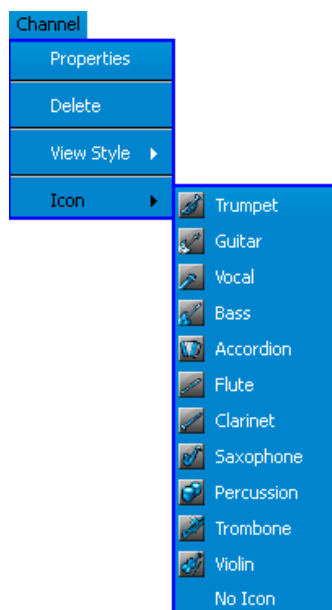 Channel
Properties
Delete
View Style
Icon
Trumpet
Guitar
Vocal
Bass
Accordion
Flute
Clarinet
Saxophone
Percussion
Trombone
Violin
No Icon